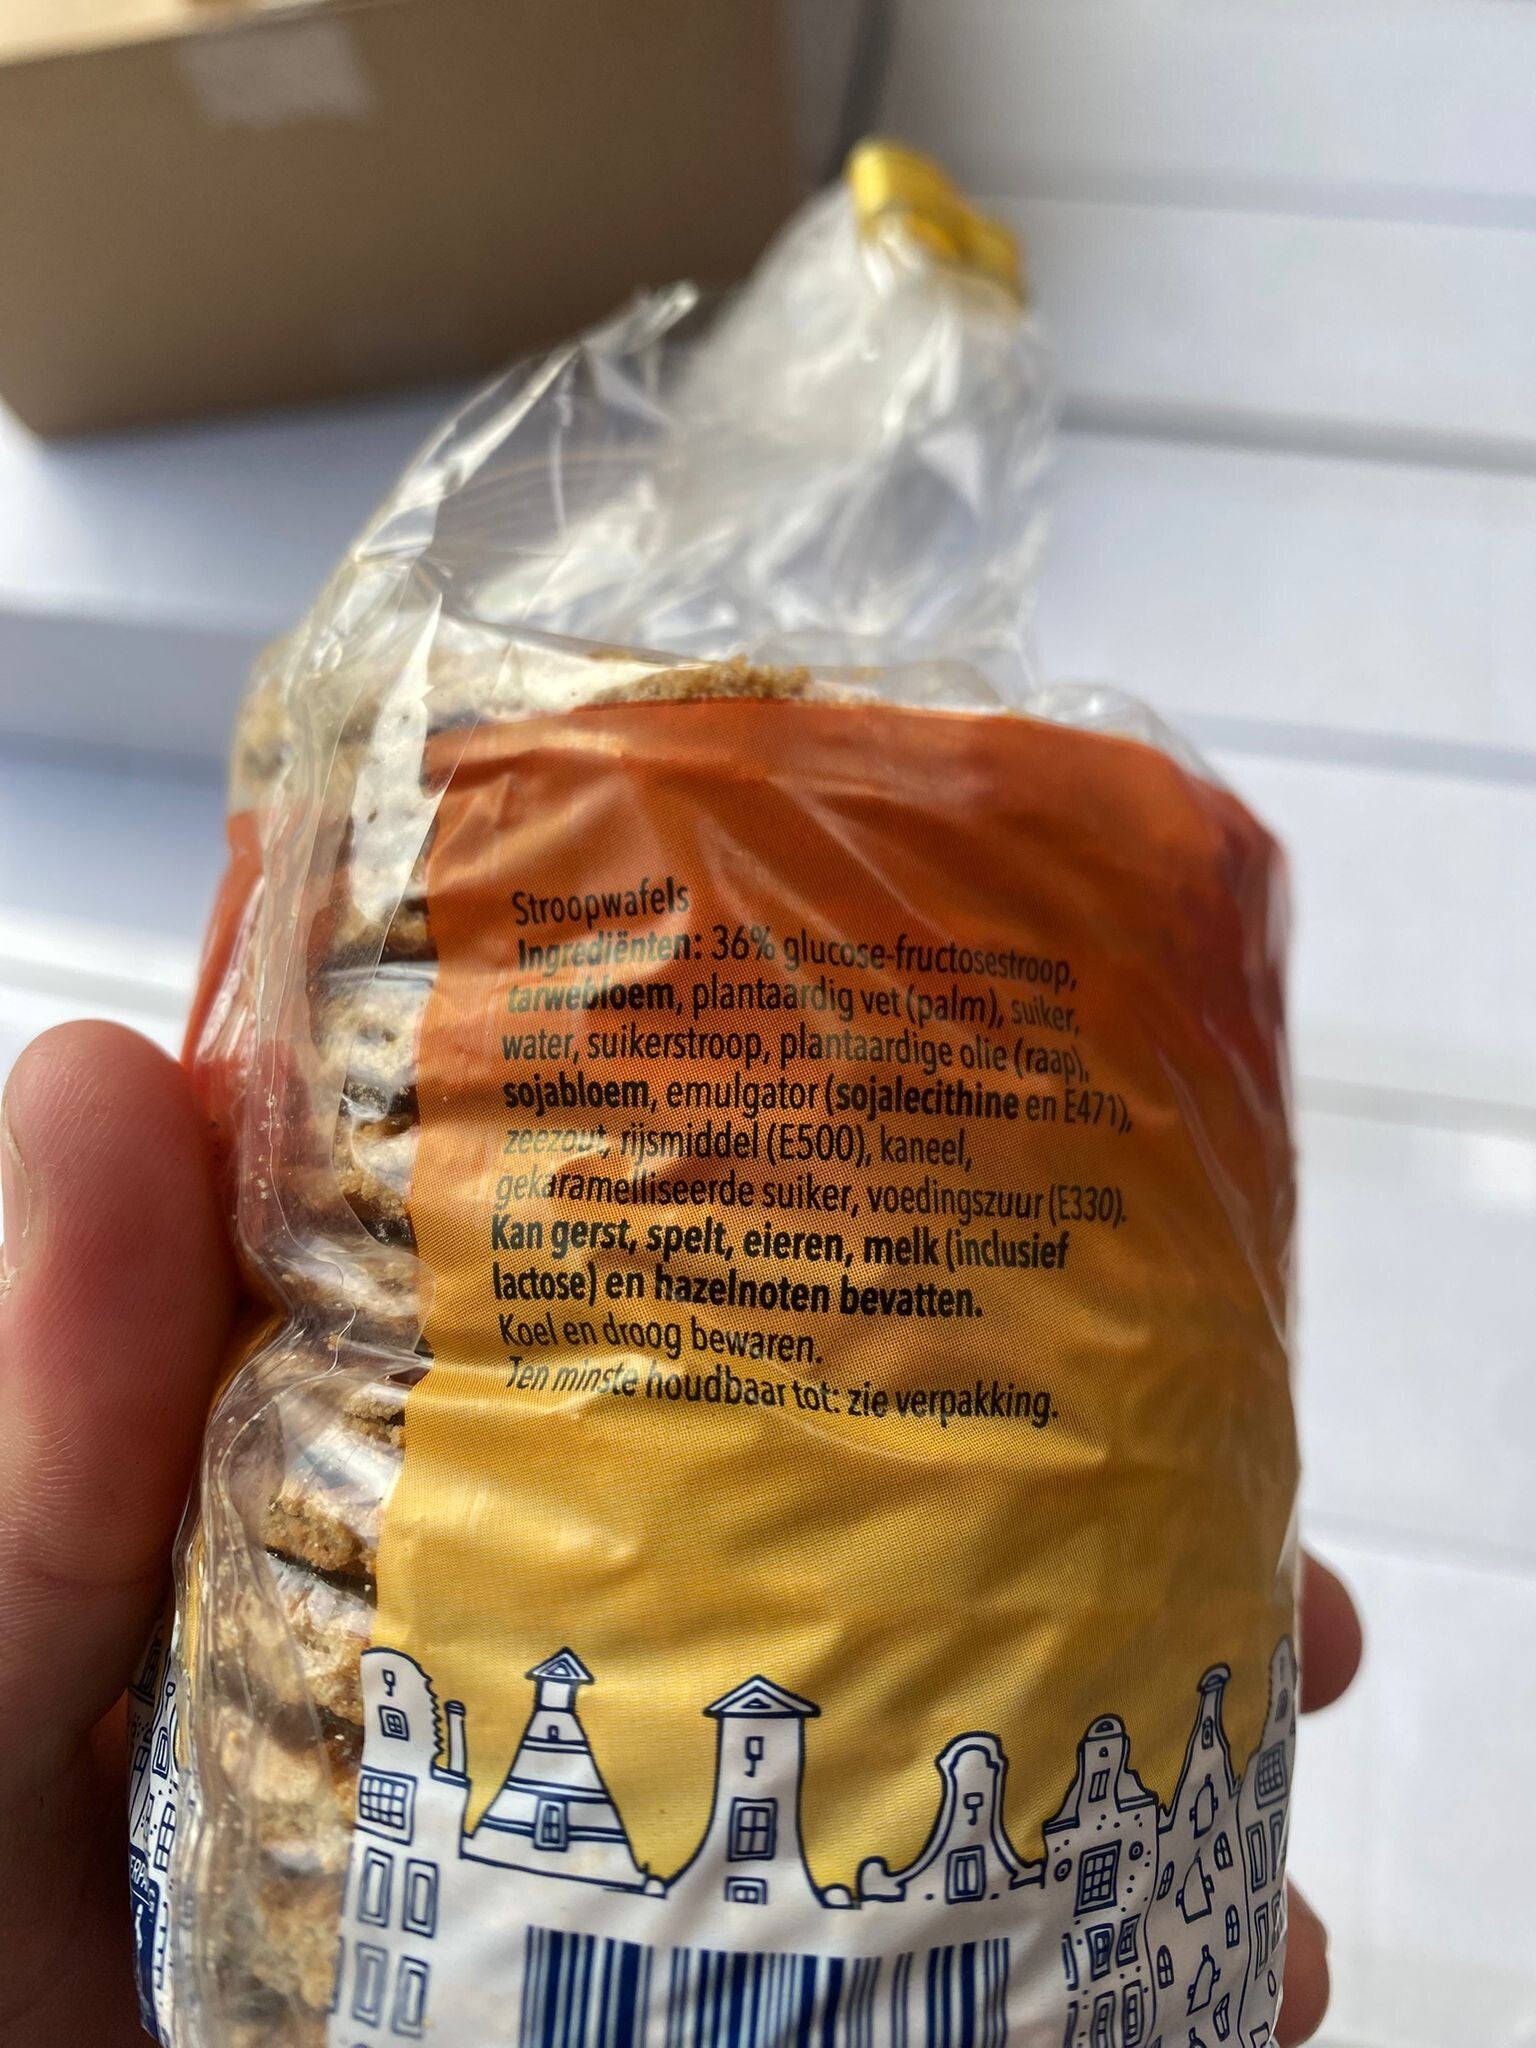 Stroopwafels
Ingrediënten: 36% glucose-fructosestroop,
tarwebloem, plantaardig vet (palm), suiker,
water, suikerstroop, plantaardige olie (raap),
sojabloem, emulgator (sojalecithine en E471),
zeezout, rijsmiddel (E500), kaneel,
gekaramelliseerde suiker, voedingszuur (E330).
Kan gerst, spelt, eieren, melk (inclusief
lactose) en hazelnoten bevatten.
Koel en droog bewaren.
Ten minste houdbaar tot: zie verpakking.